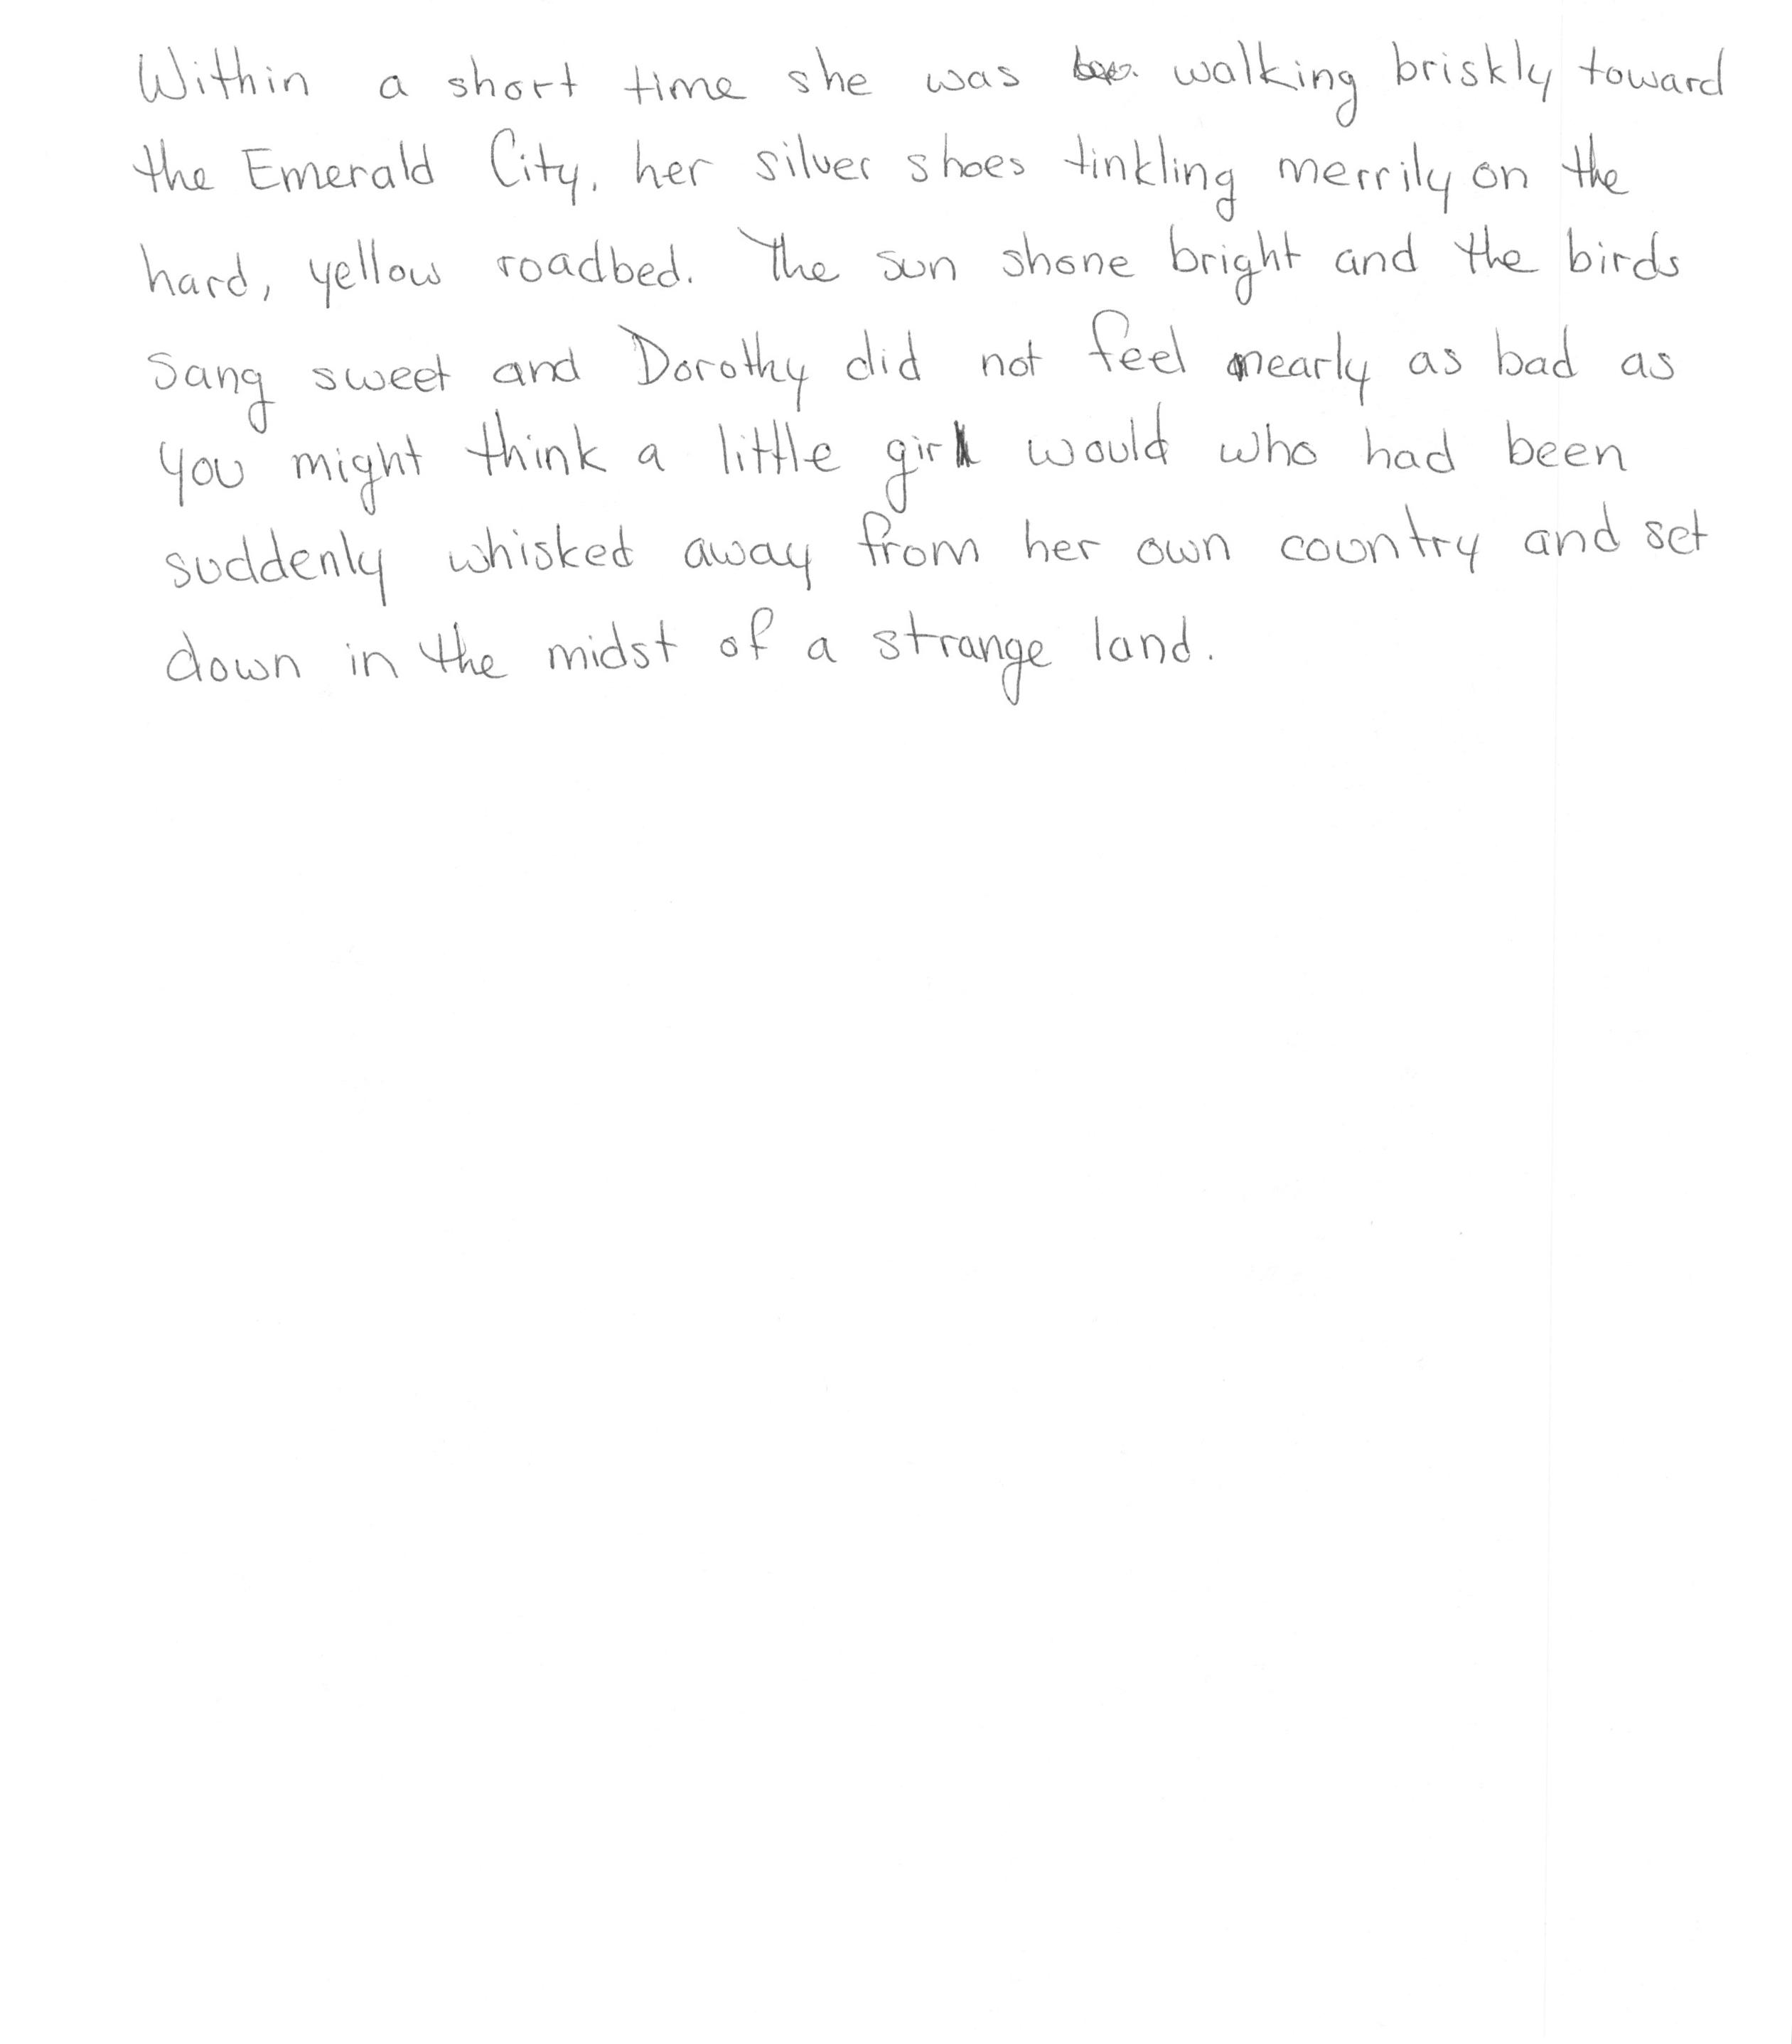 Within a short time she was walking briskly toward
the Emerald City, her silver shoes tinkling merrily on the
hard, yellow roadbed. The sun shone bright and the birds
sang sweet and Dorothy did not feel nearly as bad as
you might think a little girl would who had been
suddenly whisked away from her own country and set
down in the midst of a strange land.